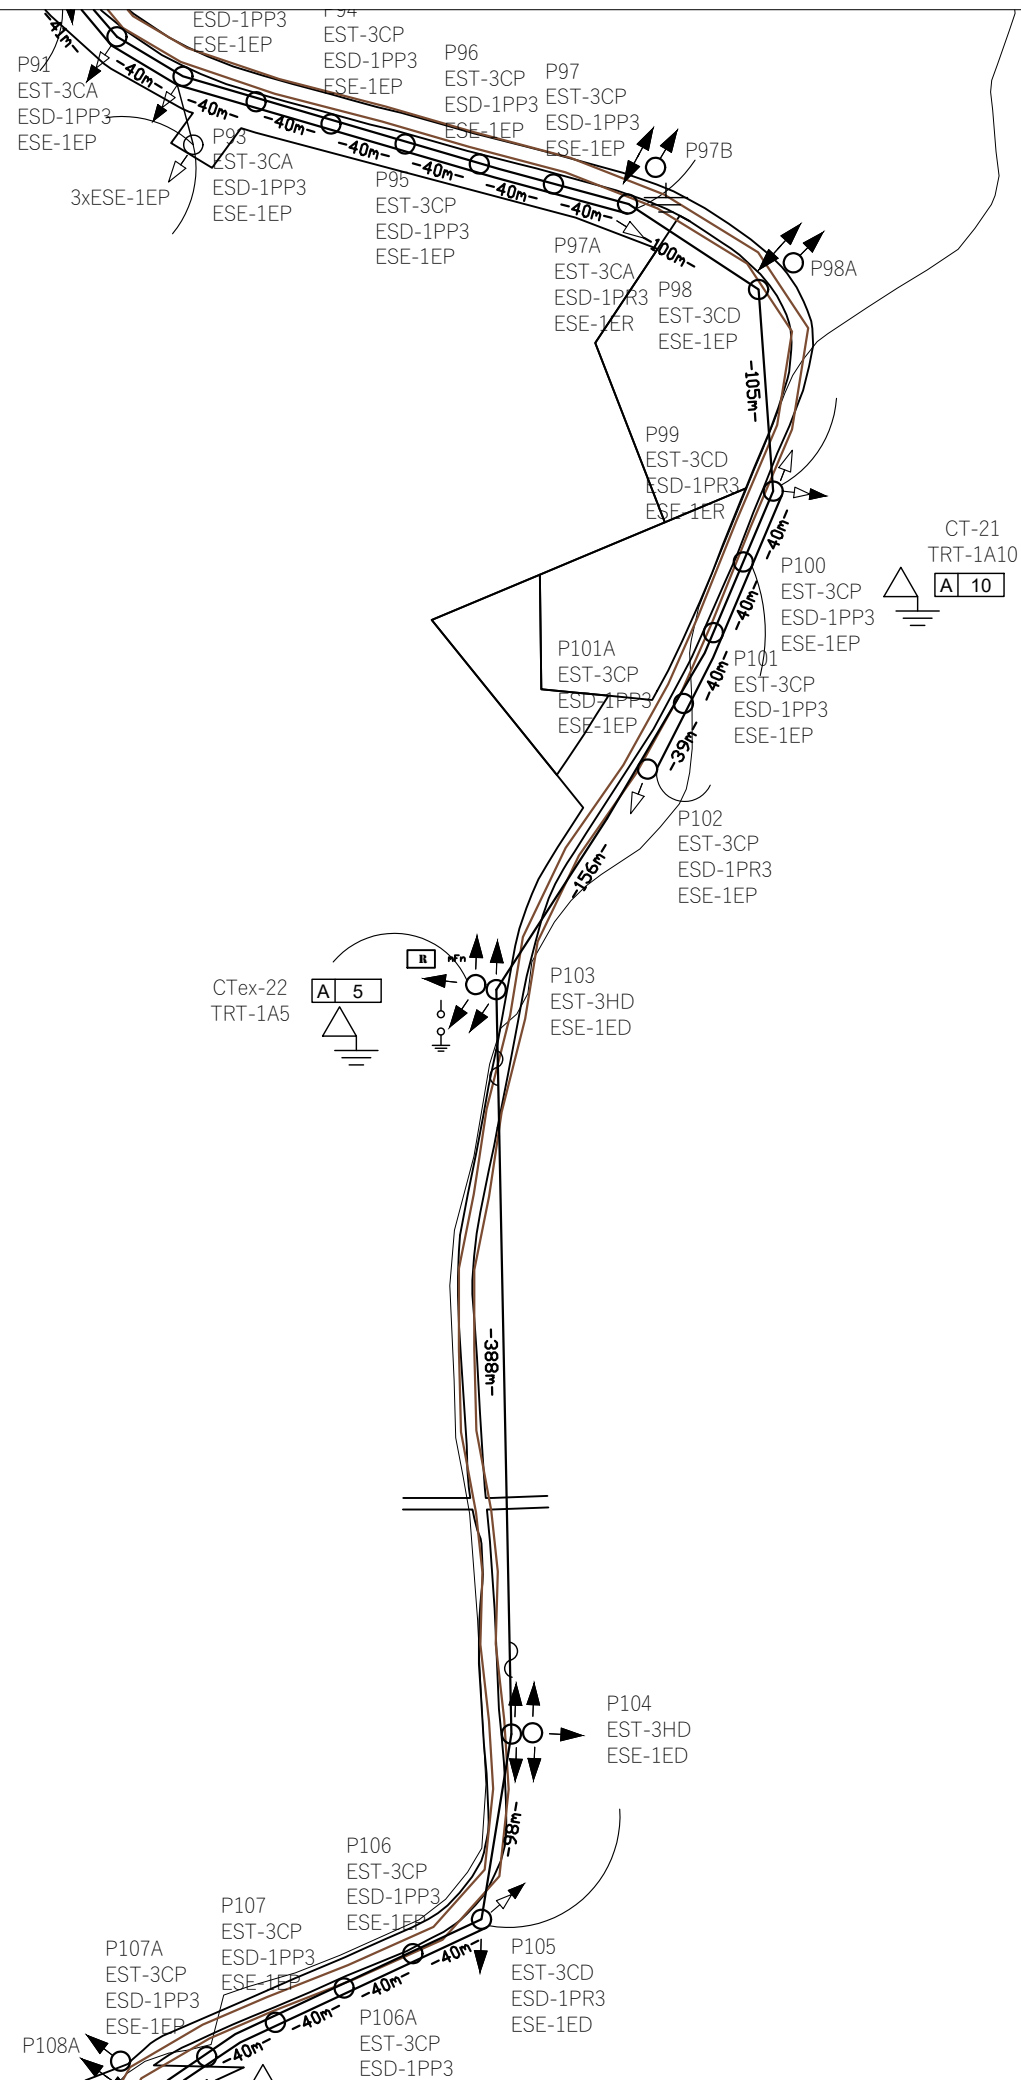 ESD-1PP3
ESE-1EP
P94
EST-3CP
ESD-1PP3
ESE-1EP
P96
EST-3CP
ESD-1PP3
ESE-1EP
P97
EST-3CP
ESD-1PP3
ESE-1EP
P97B
-41m-
P91
EST-3CA
ESD-1PP3
ESE-1EP
-40m-
-40m-
-40m-
-40m-
-40m-
-40m-
-40m-
-100m-
P93
EST-3CA
ESD-1PP3
ESE-1EP
3xESE-1EP
P95
EST-3CP
ESD-1PP3
ESE-1EP
P97A
EST-3CA
ESD-1PR3
ESE-1ER
P98
EST-3CD
ESE-1EP
P98A
-105m-
P99
EST-3CD
ESD-1PR3
ESE-1ER
-40m-
CT-21
TRT-1A10
A 10
P100
EST-3CP
ESD-1PP3
ESE-1EP
-40m-
P101A
EST-3CP
ESD-1PP3
ESE-1EP
-40m-
P101
EST-3CP
ESD-1PP3
ESE-1EP
-39m-
P102
EST-3CP
ESD-1PR3
ESE-1EP
-156m-
R
nFn
CTex-22
TRT-1A5
A 5
P103
EST-3HD
ESE-1ED
-388m-
P104
EST-3HD
ESE-1ED
-98m-
P106
EST-3CP
ESD-1PP3
ESE-1EP
P107
EST-3CP
ESD-1PP3
ESE-1EP
P107A
EST-3CP
ESD-1PP3
ESE-1EP
P105
EST-3CD
ESD-1PR3
ESE-1ED
-40m-
-40m-
-40m-
-40m-
P106A
EST-3CP
ESD-1PP3
P108A